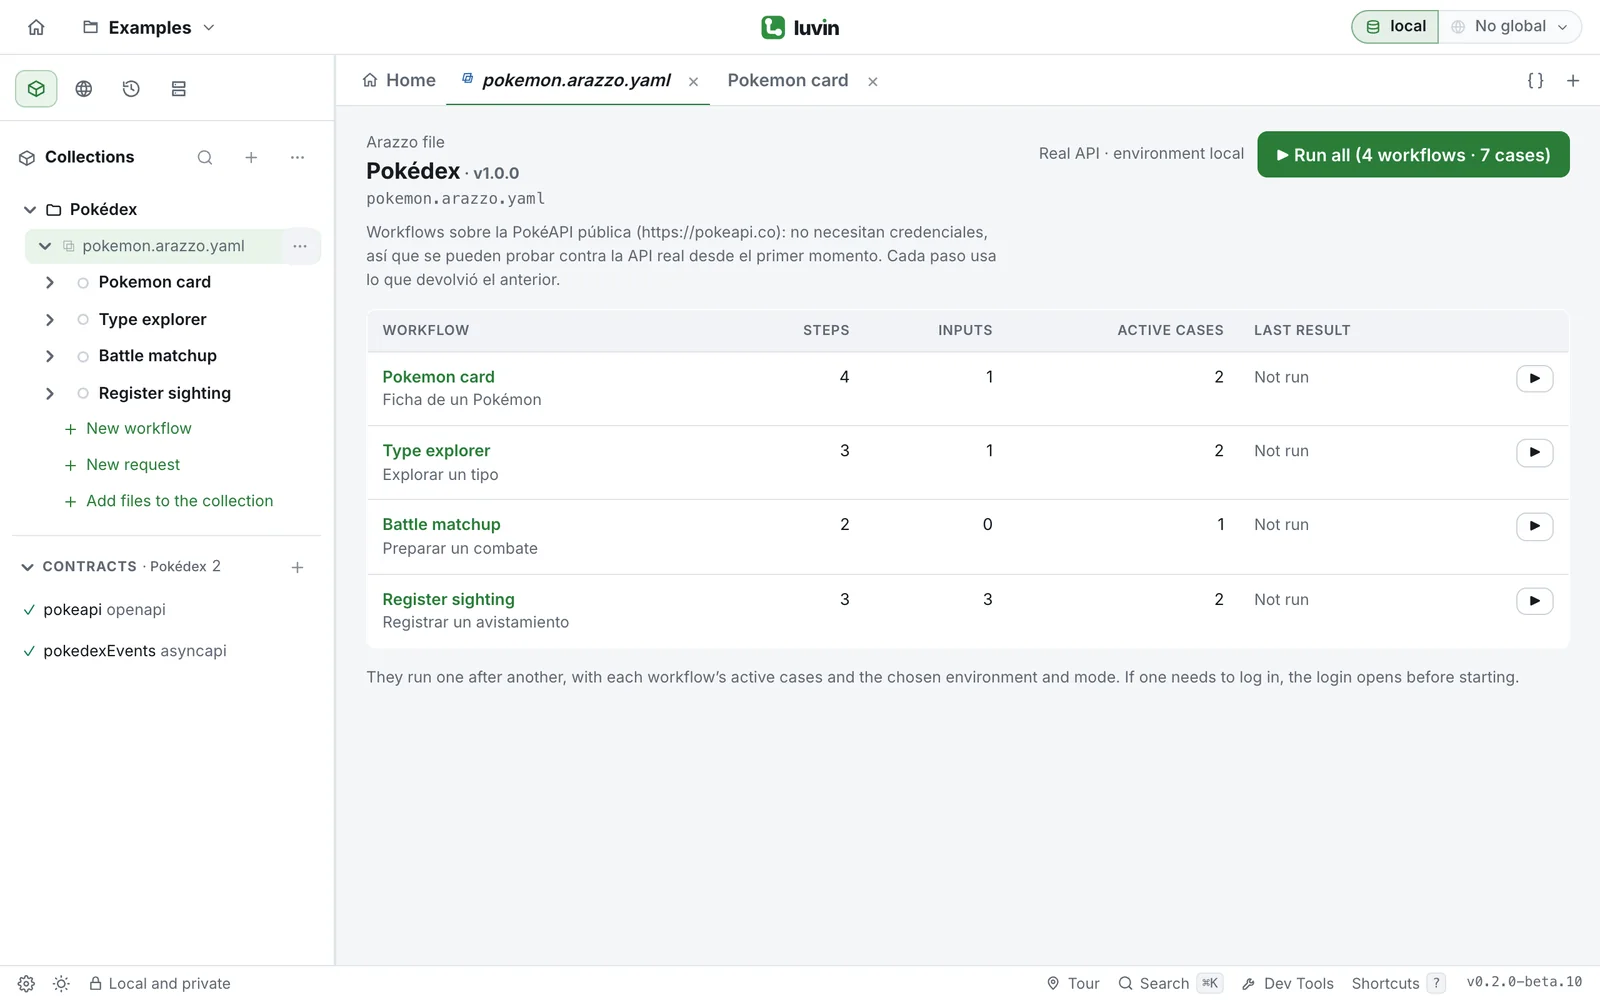 Examples
luvin
local
No global
Home
pokemon.arazzo.yaml
Pokemon card
{ }
Collections
Pokédex
pokemon.arazzo.yaml
Pokemon card
Type explorer
Battle matchup
Register sighting
New workflow
New request
Add files to the collection
CONTRACTS · Pokédex 2
pokeapi openapi
pokedexEvents asyncapi
Arazzo file
Pokédex · v1.0.0
pokemon.arazzo.yaml
Real API · environment local
Run all (4 workflows · 7 cases)
Workflows sobre la PokéAPI pública (https://pokeapi.co): no necesitan credenciales,
así que se pueden probar contra la API real desde el primer momento. Cada paso usa
lo que devolvió el anterior.
WORKFLOW STEPS INPUTS ACTIVE CASES LAST RESULT
Pokemon card 4 1 2 Not run
Ficha de un Pokémon
Type explorer 3 1 2 Not run
Explorar un tipo
Battle matchup 2 0 1 Not run
Preparar un combate
Register sighting 3 3 2 Not run
Registrar un avistamiento
They run one after another, with each workflow’s active cases and the chosen environment and mode. If one needs to log in, the login opens before starting.
Local and private
Tour
Search ⌘K
Dev Tools
Shortcuts ?
v0.2.0-beta.10